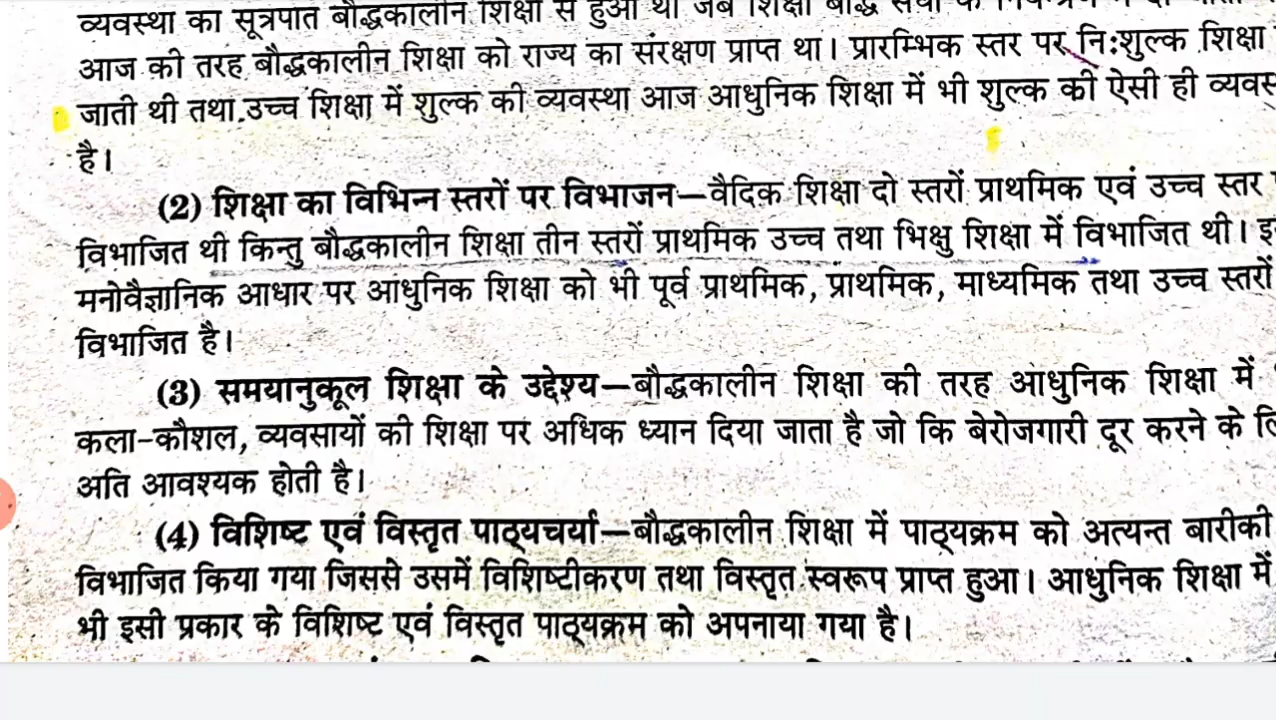 व्यवस्था का सूत्रपात बौद्धकालीन शिक्षा से हुआ था जब शिक्षा बौद्ध संघों के नियन्त्रण में
आज की तरह बौद्धकालीन शिक्षा को राज्य का संरक्षण प्राप्त था। प्रारम्भिक स्तर पर निःशुल्क शिक्षा
जाती थी तथा उच्च शिक्षा में शुल्क की व्यवस्था आज आधुनिक शिक्षा में भी शुल्क की ऐसी ही
है।
(2) शिक्षा का विभिन्न स्तरों पर विभाजन—वैदिक शिक्षा दो स्तरों प्राथमिक एवं उच्च स्तर
विभाजित थी किन्तु बौद्धकालीन शिक्षा तीन स्तरों प्राथमिक उच्च तथा भिक्षु शिक्षा में विभाजित थी।
मनोवैज्ञानिक आधार पर आधुनिक शिक्षा को भी पूर्व प्राथमिक, प्राथमिक, माध्यमिक तथा उच्च स्तरों
विभाजित है।
(3) समयानुकूल शिक्षा के उद्देश्य—बौद्धकालीन शिक्षा की तरह आधुनिक शिक्षा में
कला-कौशल, व्यवसायों की शिक्षा पर अधिक ध्यान दिया जाता है जो कि बेरोजगारी दूर करने के
अति आवश्यक होती है।
(4) विशिष्ट एवं विस्तृत पाठ्यचर्या—बौद्धकालीन शिक्षा में पाठ्यक्रम को अत्यन्त बारीकी
विभाजित किया गया जिससे उसमें विशिष्टीकरण तथा विस्तृत स्वरूप प्राप्त हुआ। आधुनिक शिक्षा में
भी इसी प्रकार के विशिष्ट एवं विस्तृत पाठ्यक्रम को अपनाया गया है।